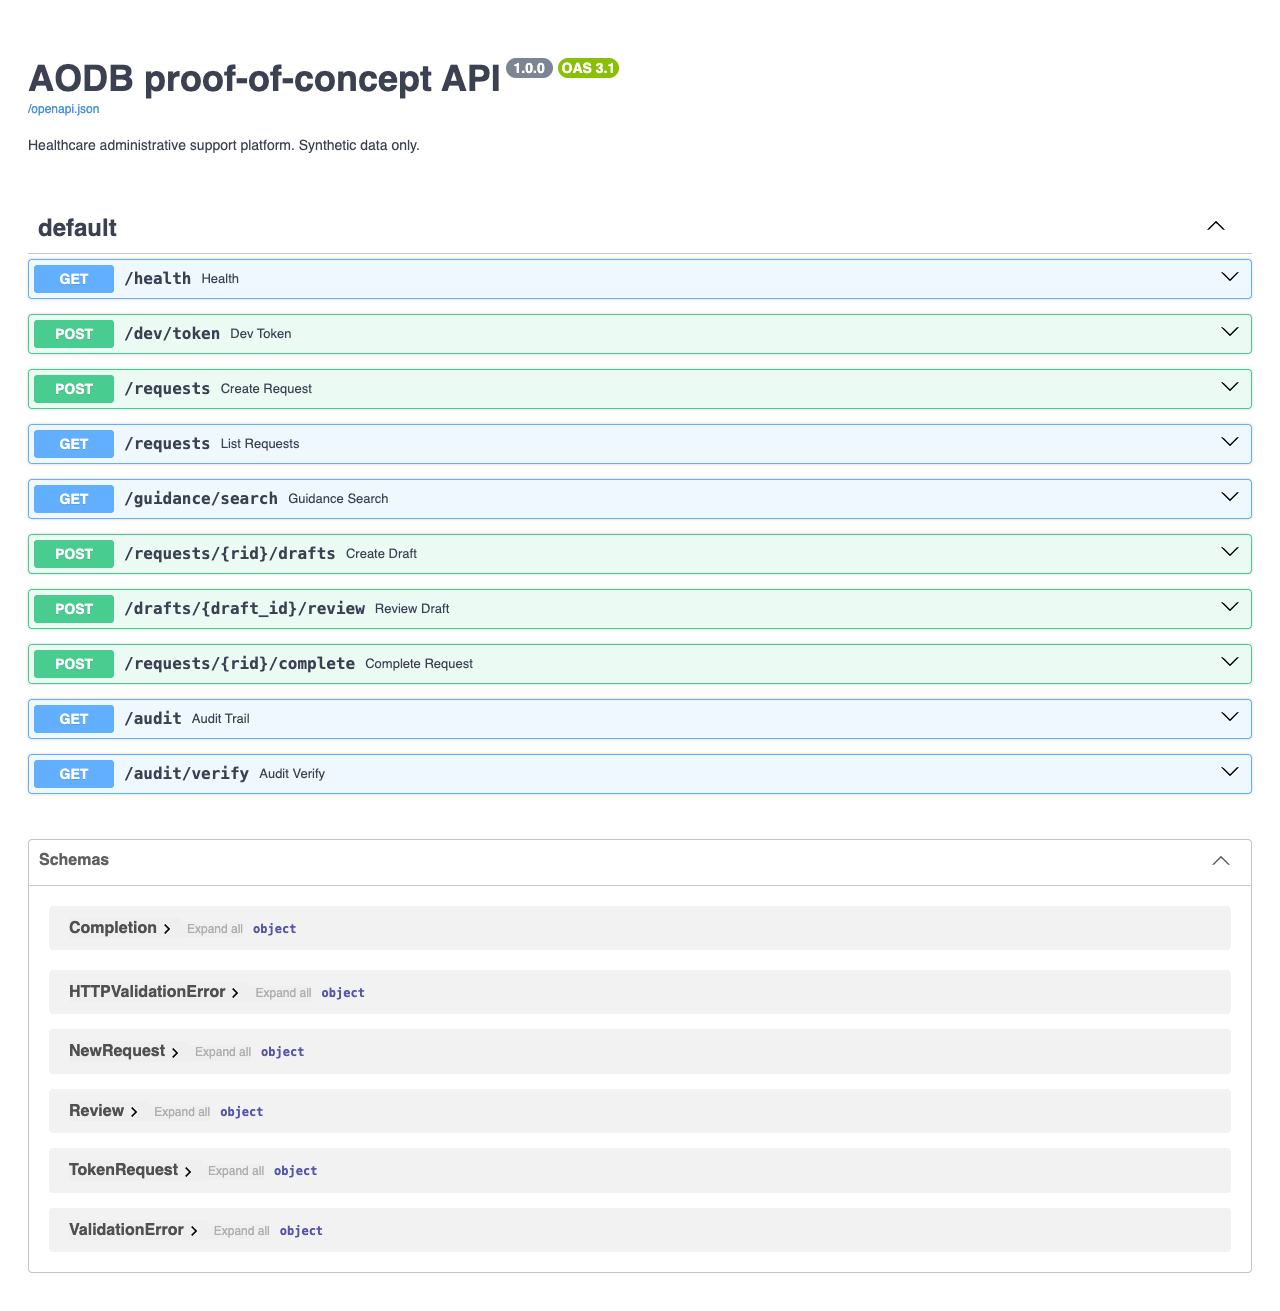 AODB proof-of-concept API 1.0.0 OAS 3.1
/openapi.json
Healthcare administrative support platform. Synthetic data only.
default
GET /health Health
POST /dev/token Dev Token
POST /requests Create Request
GET /requests List Requests
GET /guidance/search Guidance Search
POST /requests/{rid}/drafts Create Draft
POST /drafts/{draft_id}/review Review Draft
POST /requests/{rid}/complete Complete Request
GET /audit Audit Trail
GET /audit/verify Audit Verify
Schemas
Completion Expand all object
HTTPValidationError Expand all object
NewRequest Expand all object
Review Expand all object
TokenRequest Expand all object
ValidationError Expand all object